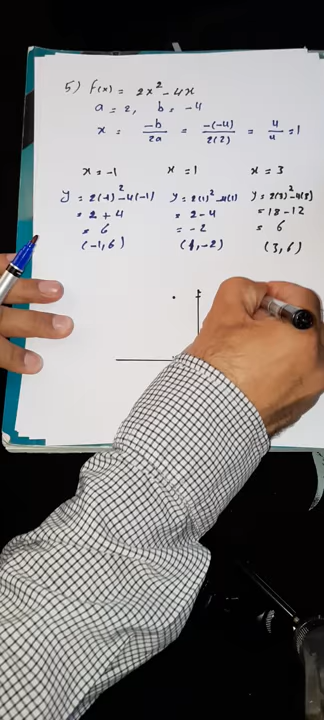 5) f(x) = 2x² - 4x
a = 2, b = -4
x = -b/2a = -(-4)/2(2) = 4/4 = 1
x = -1 x = 1 x = 3
y = 2(-1)² - 4(-1) y = 2(1)² - 4(1) y = 2(3)² - 4(3)
= 2 + 4 = 2 - 4 = 18 - 12
= 6 = -2 = 6
(-1, 6) (1, -2) (3, 6)